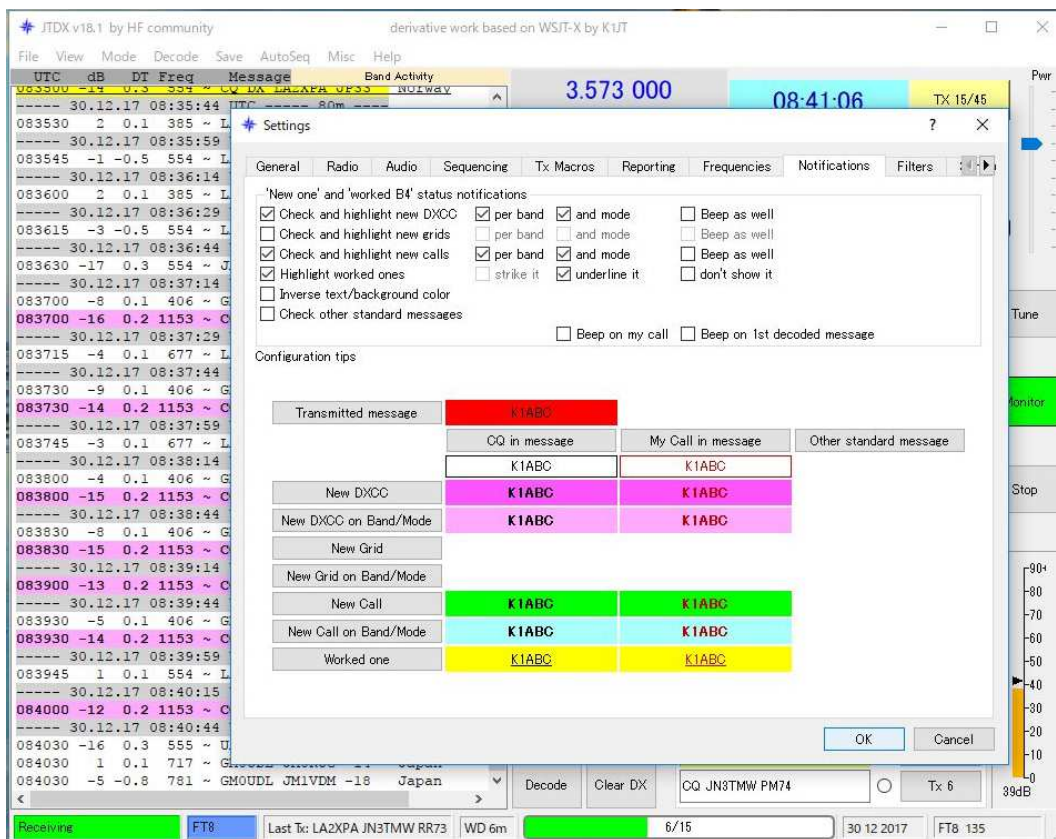 JTDX v18.1 by HF community derivative work based on WSJT-X by K1JT
File View Mode Decode Save AutoSeq Misc Help
UTC dB DT Freq Message Band Activity
083500 -14 0.3 554 ~ CQ DX LA2XPA JP33 Norway
----- 30.12.17 08:35:44 UTC ----- 80m ----
083530 2 0.1 385 ~ L
----- 30.12.17 08:35:59
083545 -1 -0.5 554 ~ L
----- 30.12.17 08:36:14
083600 2 0.1 385 ~ L
----- 30.12.17 08:36:29
083615 -3 -0.5 554 ~ L
----- 30.12.17 08:36:44
083630 -17 0.3 554 ~ J
----- 30.12.17 08:37:14
083700 -8 0.1 406 ~ G
083700 -16 0.2 1153 ~ C
----- 30.12.17 08:37:29
083715 -4 0.1 677 ~ L
----- 30.12.17 08:37:44
083730 -9 0.1 406 ~ G
083730 -14 0.2 1153 ~ C
----- 30.12.17 08:37:59
083745 -3 0.1 677 ~ L
----- 30.12.17 08:38:14
083800 -4 0.1 406 ~ G
083800 -15 0.2 1153 ~ C
----- 30.12.17 08:38:44
083830 -8 0.1 406 ~ G
083830 -15 0.2 1153 ~ C
----- 30.12.17 08:39:14
083900 -13 0.2 1153 ~ C
----- 30.12.17 08:39:44
083930 -5 0.1 406 ~ G
083930 -14 0.2 1153 ~ C
----- 30.12.17 08:39:59
083945 1 0.1 554 ~ L
----- 30.12.17 08:40:15
084000 -12 0.2 1153 ~ C
----- 30.12.17 08:40:44
084030 -16 0.3 555 ~ U
084030 1 0.1 717 ~
084030 -5 -0.8 781 ~ GM0UDL JM1VDM -18 Japan
3.573 000
08:41:06
TX 15/45
Pwr
Settings ?
General Radio Audio Sequencing Tx Macros Reporting Frequencies Notifications Filters
'New one' and 'worked B4' status notifications
Check and highlight new DXCC per band and mode Beep as well
Check and highlight new grids per band and mode Beep as well
Check and highlight new calls per band and mode Beep as well
Highlight worked ones strike it underline it don't show it
Inverse text/background color
Check other standard messages
Beep on my call Beep on 1st decoded message
Configuration tips
Transmitted message K1ABC
CQ in message My Call in message Other standard message
K1ABC K1ABC
New DXCC K1ABC K1ABC
New DXCC on Band/Mode K1ABC K1ABC
New Grid
New Grid on Band/Mode
New Call K1ABC K1ABC
New Call on Band/Mode K1ABC K1ABC
Worked one K1ABC K1ABC
OK Cancel
Tune
Monitor
Stop
90
80
70
60
50
40
30
20
10
0
39dB
Decode Clear DX CQ JN3TMW PM74 Tx 6
Receiving FT8 Last Tx: LA2XPA JN3TMW RR73 WD 6m 6/15 30 12 2017 FT8 135